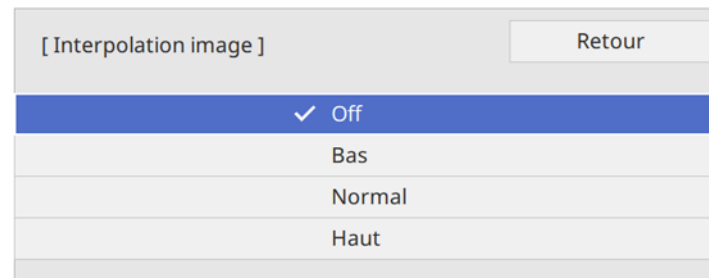 [ Interpolation image ]
Retour
Off
Bas
Normal
Haut